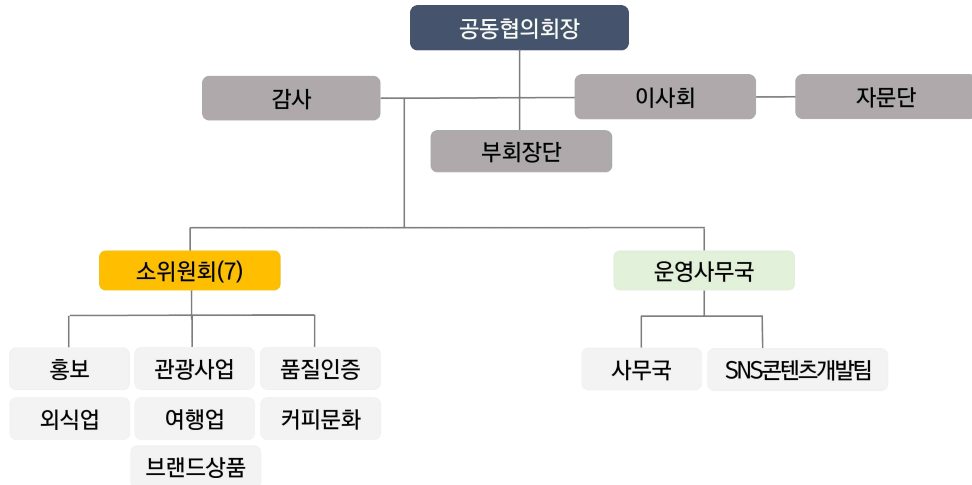 공동협의회장
감사
이사회
자문단
부회장단
소위원회(7)
운영사무국
홍보
관광사업
품질인증
사무국
SNS콘텐츠개발팀
외식업
여행업
커피문화
브랜드상품